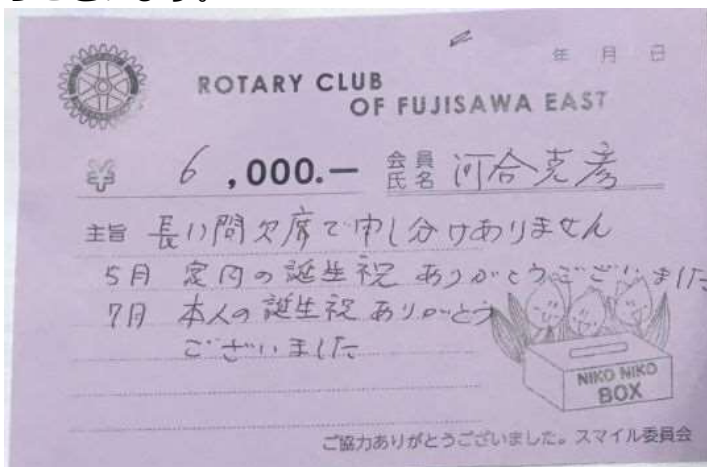 年 月 日
ROTARY CLUB
OF FUJISAWA EAST
¥ 6,000.— 会員氏名 河合克彦
主旨 長い間欠席で申し分けありません
5月 家内の誕生祝 ありがとうございました
7月 本人の誕生祝 ありがとう
ございました
NIKO NIKO
BOX
ご協力ありがとうございました。スマイル委員会